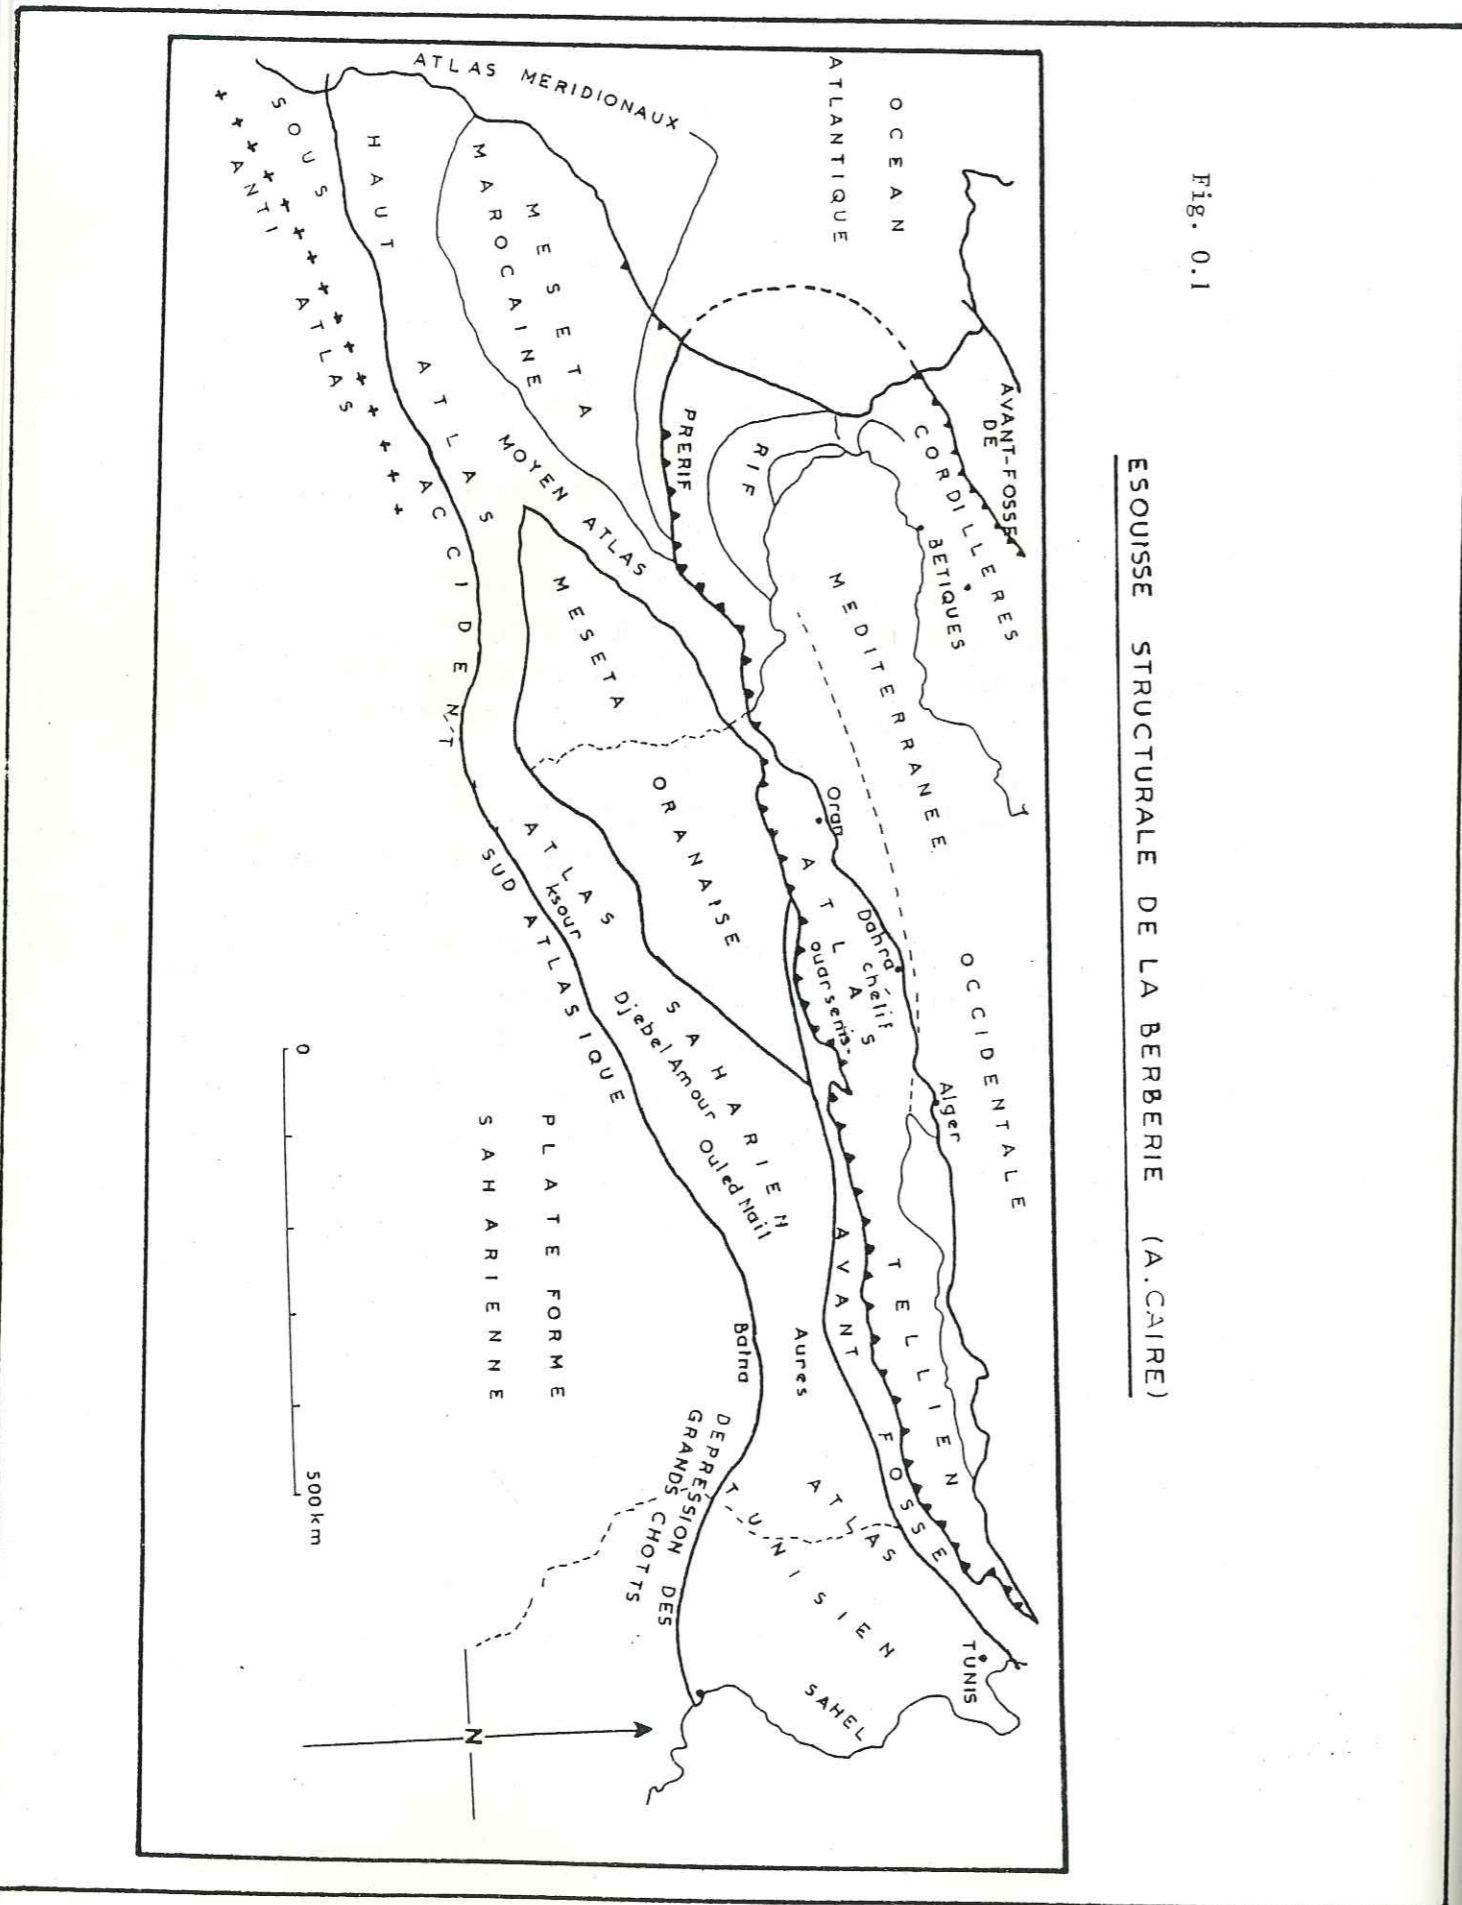 Fig. 0.1
ESQUISSE STRUCTURALE DE LA BERBERIE (A.CAIRE)
AVANT-FOSSE
DE
CORDILLERES
BETIQUES
OCEAN
ATLANTIQUE
MEDITERRANEE
OCCIDENTALE
ATLAS MERIDIONAUX
RIF
PRERIF
MESETA
MAROCAINE
MOYEN ATLAS
HAUT ATLAS
SOUS
ANTI ATLAS
ACCIDENT
SUD ATLASIQUE
MESETA
ORANAISE
Oran
Dahra
chélif
ouarsenis
Alger
ATLAS
TELLIEN
AVANT FOSSE
ATLAS
SAHARIEN
ksour
Djebel Amour
Ouled Nail
Aures
Batna
ATLAS
TUNISIEN
TUNIS
SAHEL
DEPRESSION DES
GRANDS CHOTTS
PLATE FORME
SAHARIENNE
0
500km
N